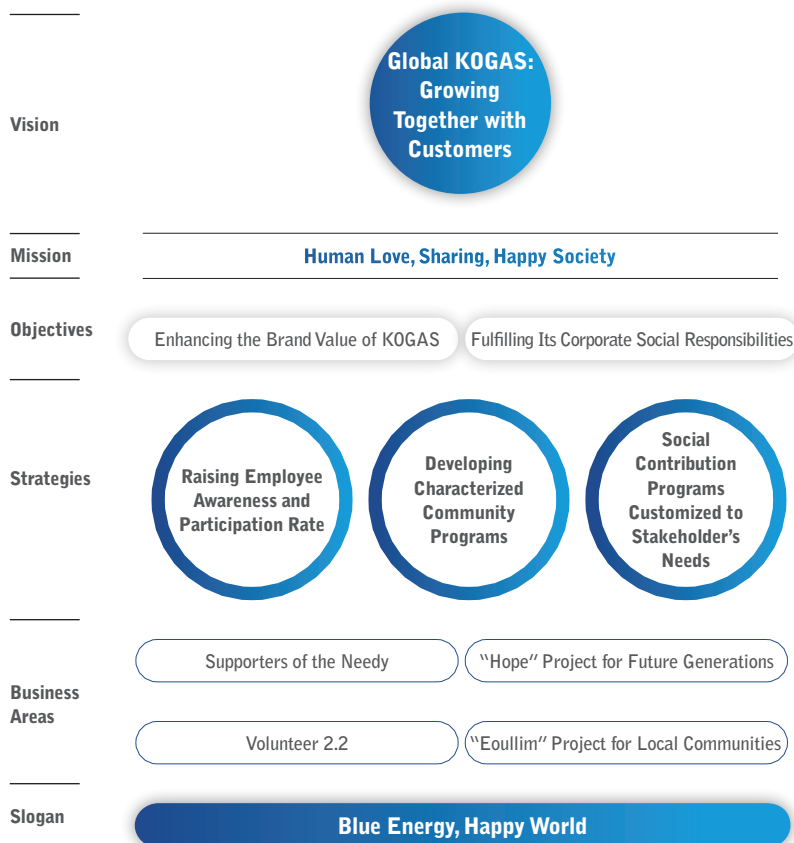 Vision
Global KOGAS:
Growing
Together with
Customers
Mission
Human Love, Sharing, Happy Society
Objectives
Enhancing the Brand Value of KOGAS
Fulfilling Its Corporate Social Responsibilities
Strategies
Raising Employee
Awareness and
Participation Rate
Developing
Characterized
Community
Programs
Social
Contribution
Programs
Customized to
Stakeholder’s
Needs
Business
Areas
Supporters of the Needy
“Hope” Project for Future Generations
Volunteer 2.2
“Eoullim” Project for Local Communities
Slogan
Blue Energy, Happy World